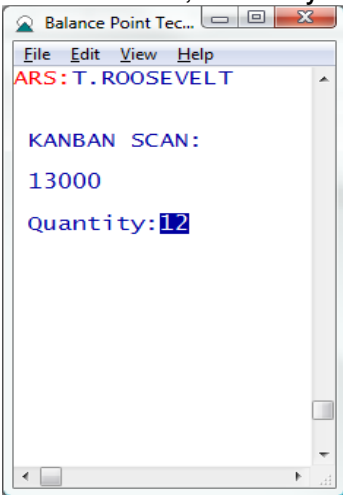 Balance Point Tec...
File Edit View Help
ARS:T.ROOSEVELT
KANBAN SCAN:
13000
Quantity:12